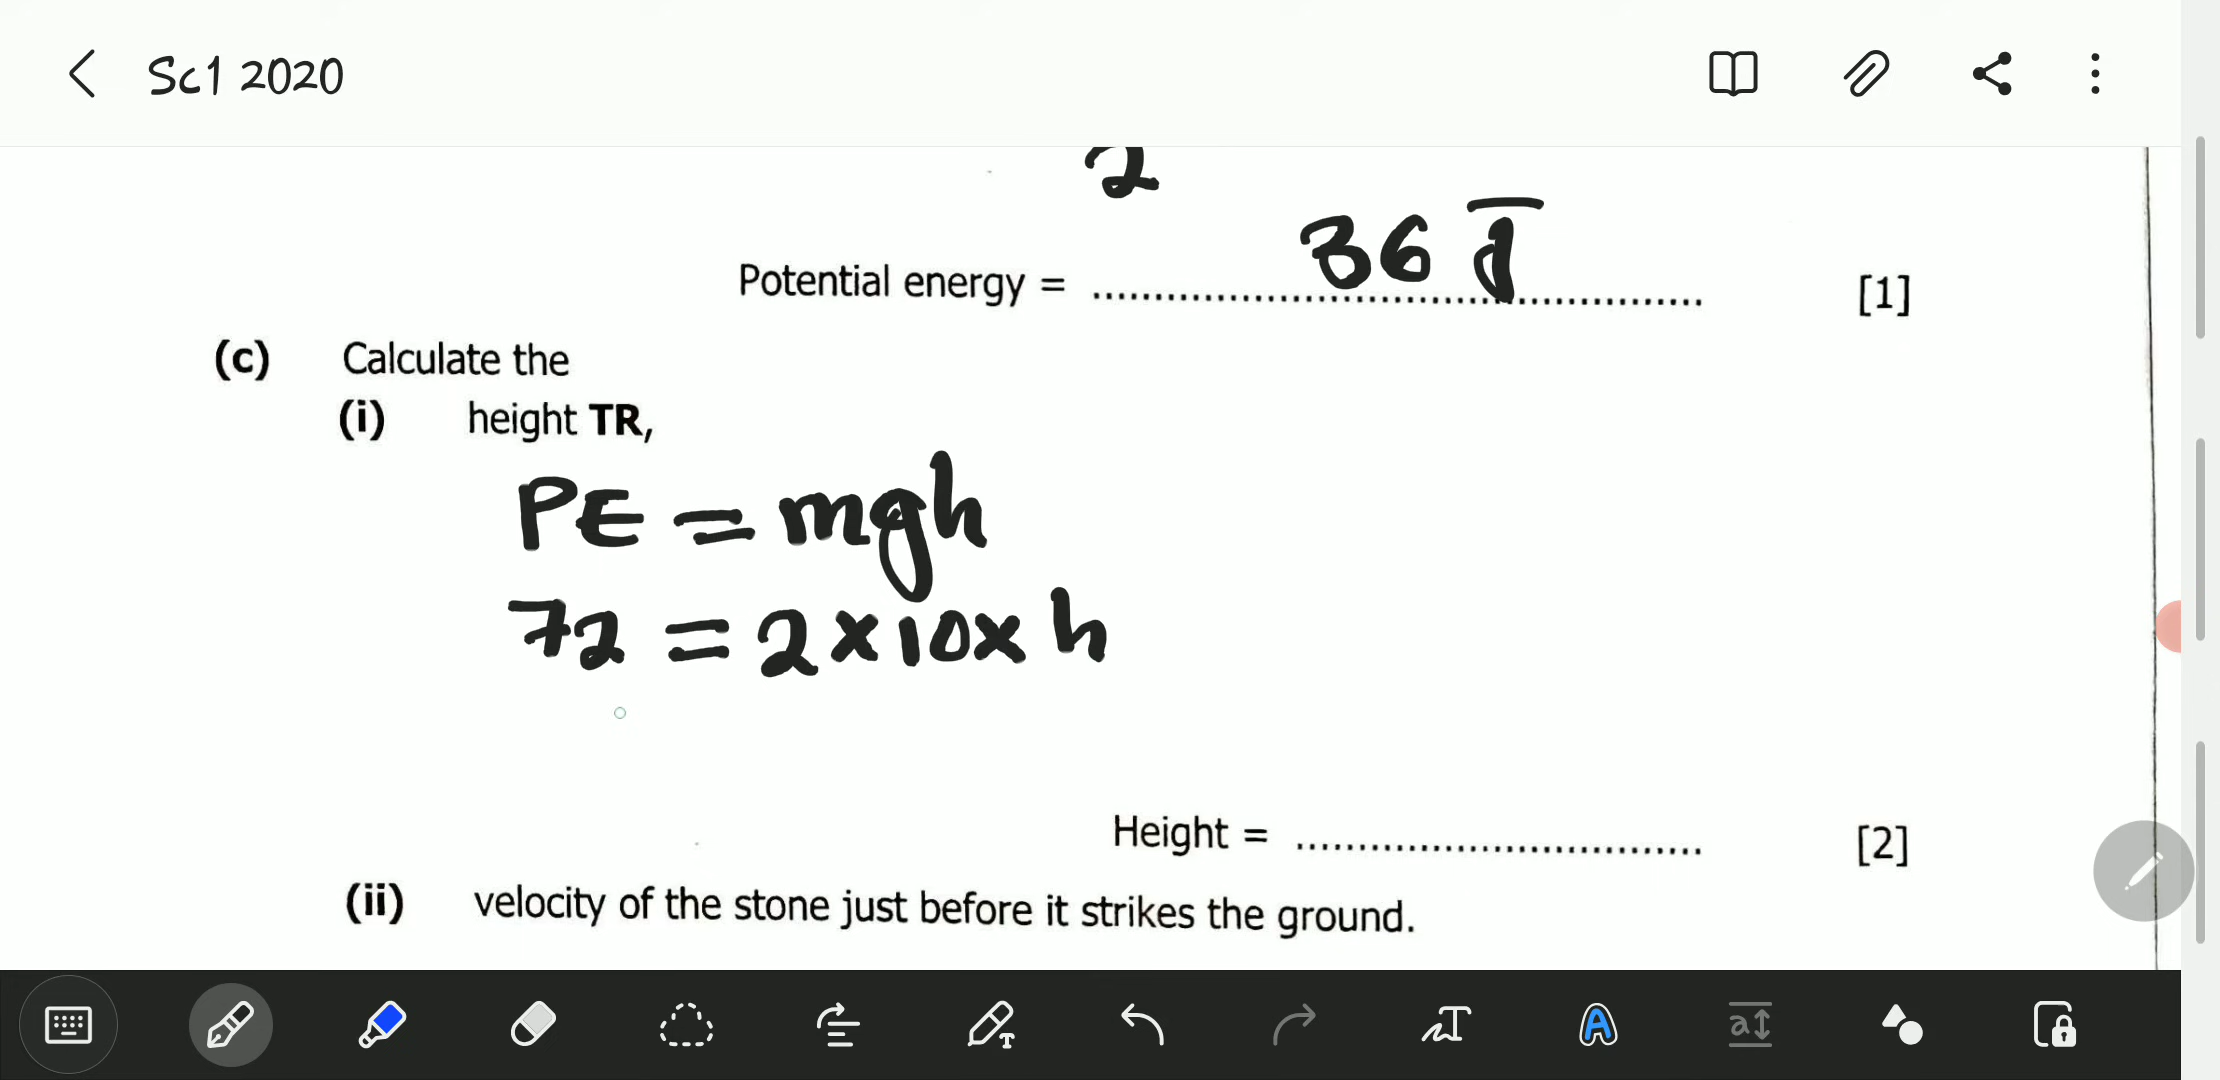 Sc1 2020
2
Potential energy = 36 J [1]
(c) Calculate the
(i) height TR,
PE = mgh
72 = 2 x 10 x h
Height = [2]
(ii) velocity of the stone just before it strikes the ground.